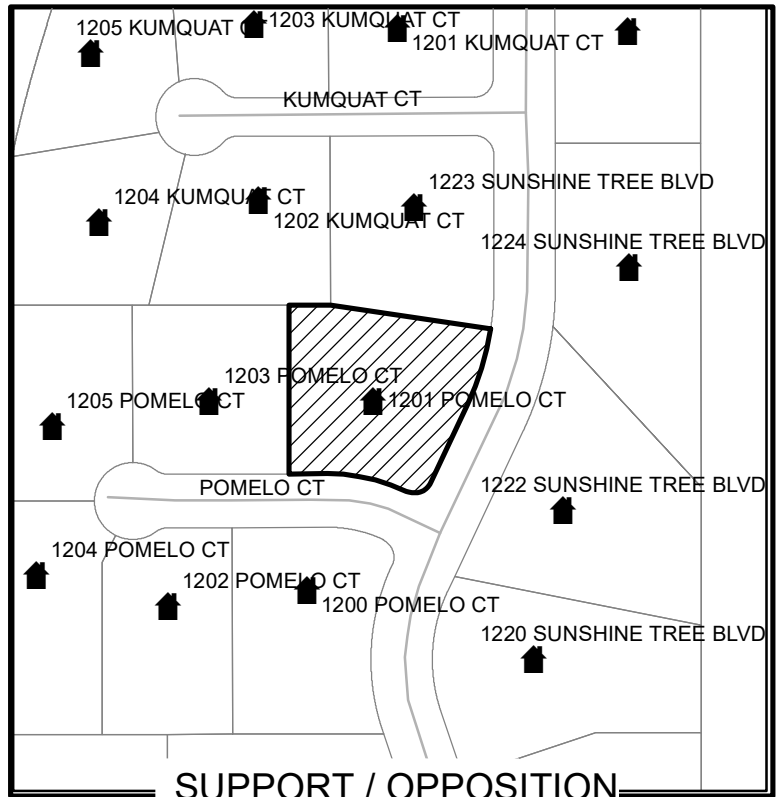 1205 KUMQUAT CT
1203 KUMQUAT CT
1201 KUMQUAT CT
KUMQUAT CT
1223 SUNSHINE TREE BLVD
1204 KUMQUAT CT
1202 KUMQUAT CT
1224 SUNSHINE TREE BLVD
1203 POMELO CT
1205 POMELO CT
1201 POMELO CT
POMELO CT
1222 SUNSHINE TREE BLVD
1204 POMELO CT
1202 POMELO CT
1200 POMELO CT
1220 SUNSHINE TREE BLVD
SUPPORT / OPPOSITION